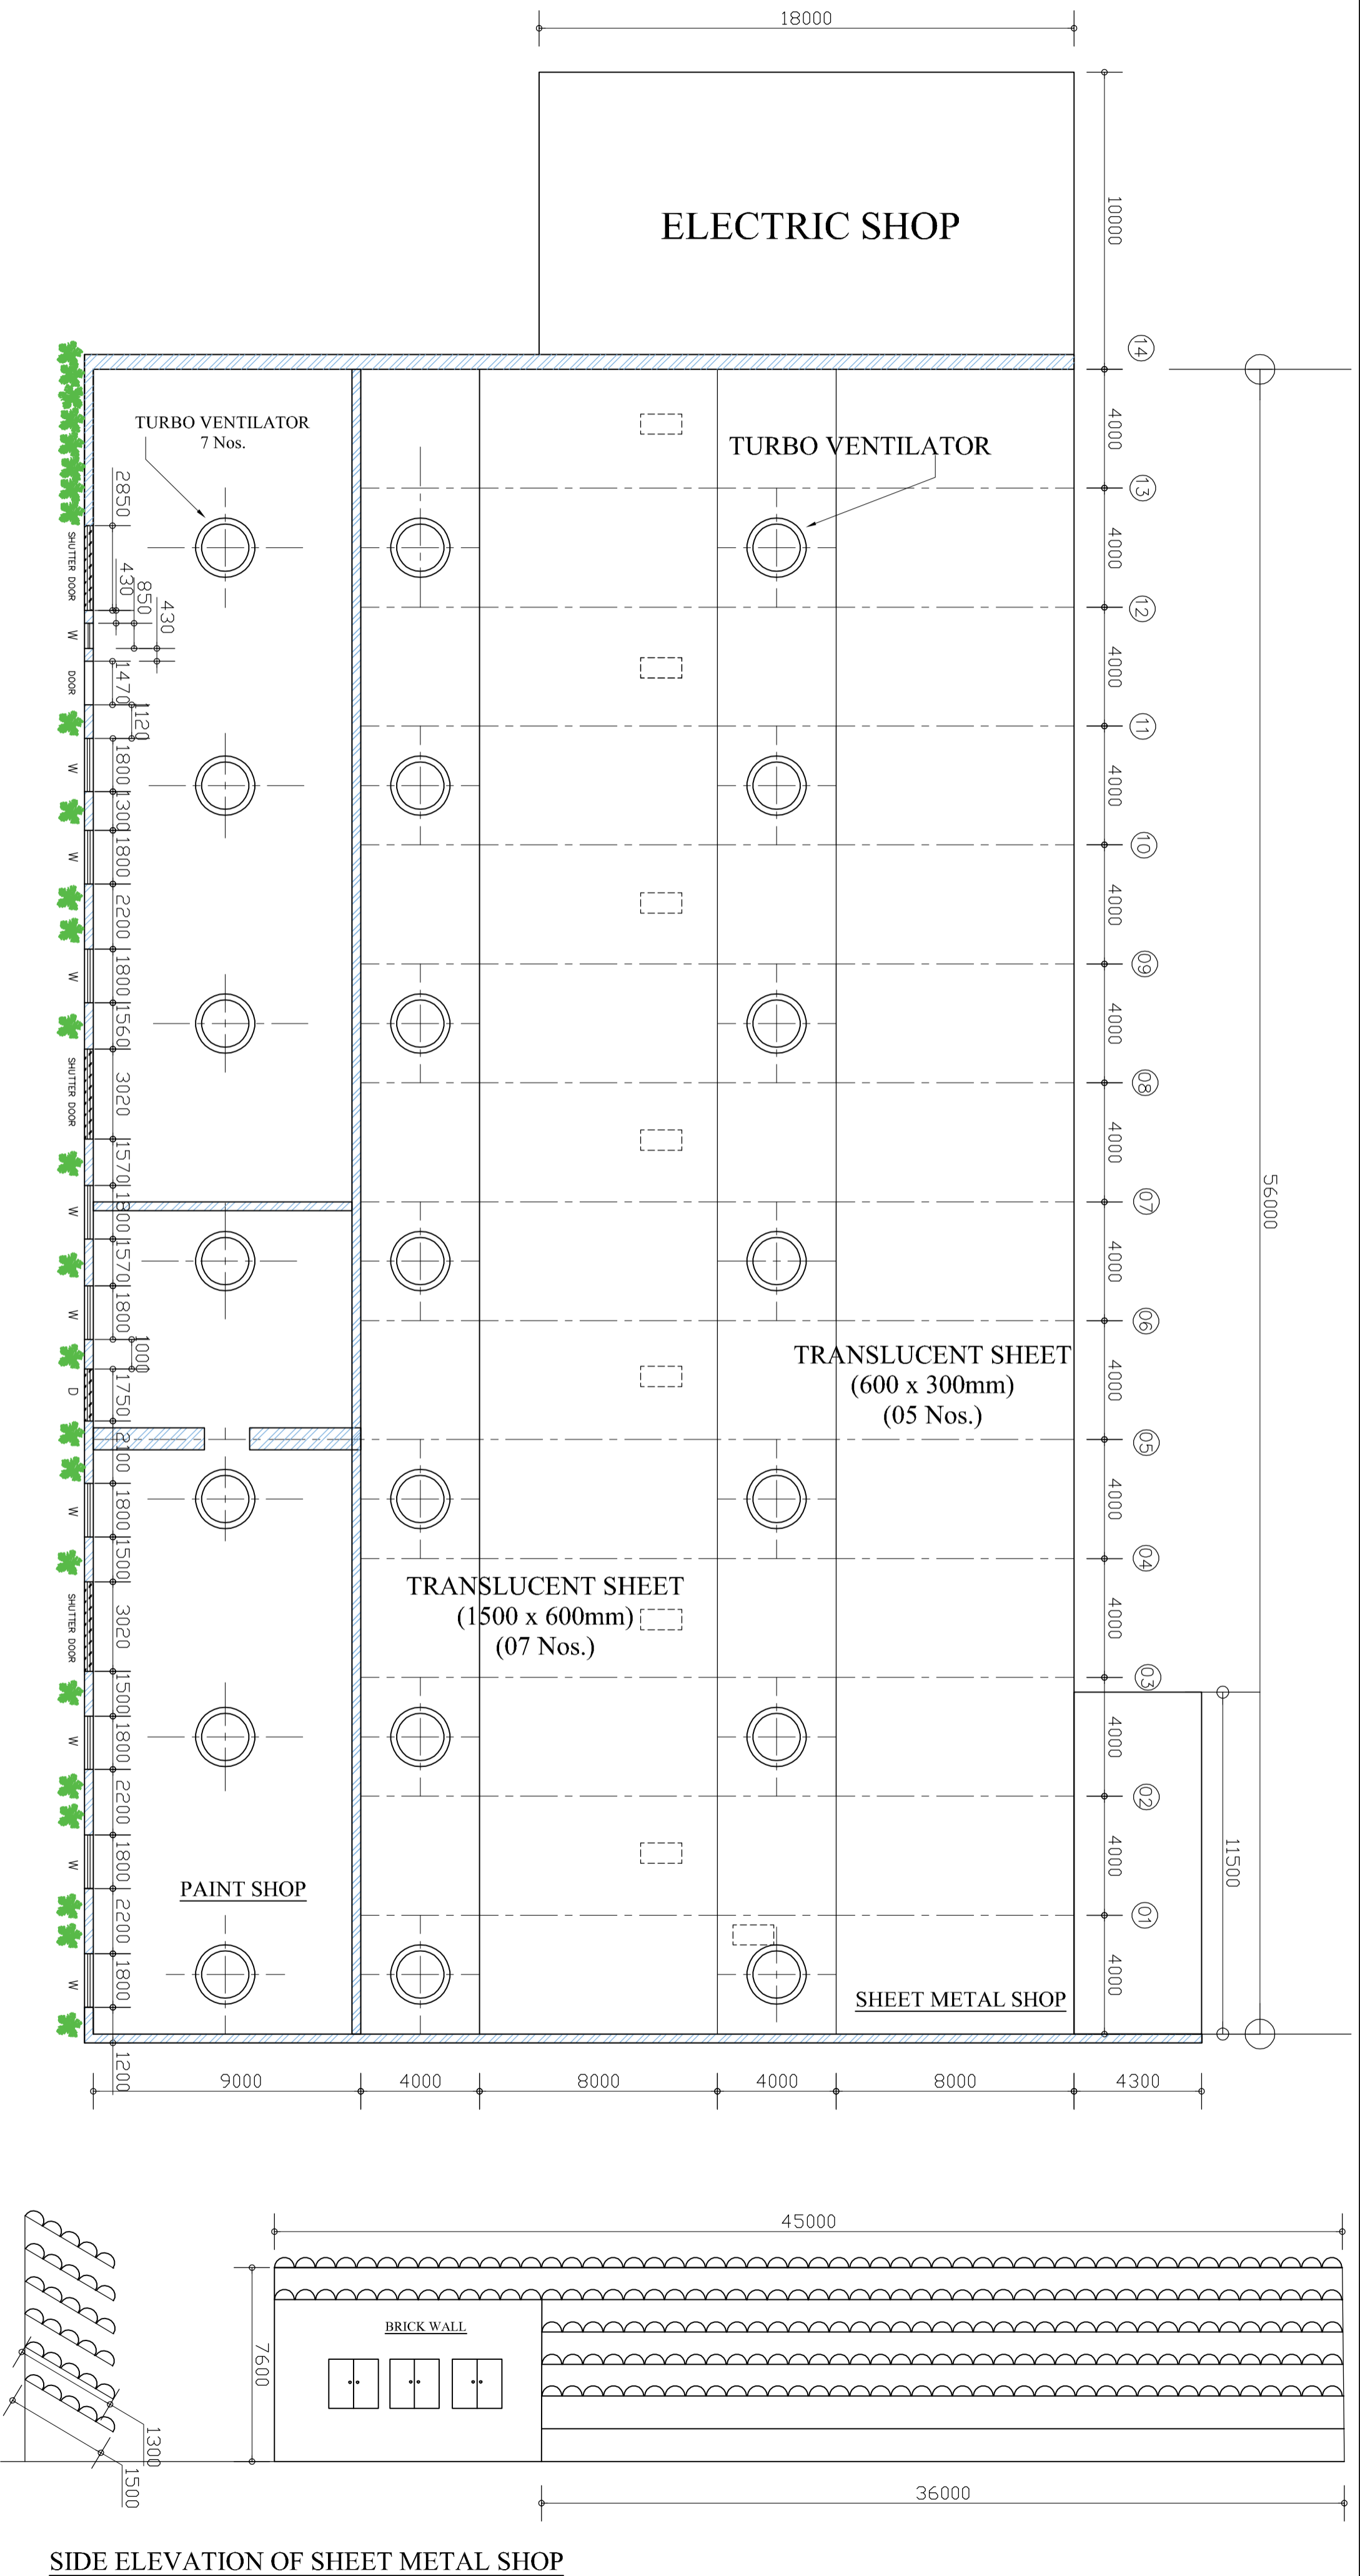 18000
ELECTRIC SHOP
10000
14
TURBO VENTILATOR
7 Nos.
TURBO VENTILATOR
4000
13
4000
12
4000
11
4000
10
4000
09
4000
08
4000
07
4000
06
4000
05
4000
04
4000
03
4000
02
4000
01
4000
56000
11500
2850
430
850
430
1470
1120
1800
1300
1800
2200
1800
1560
3020
1570
1800
1570
1800
1000
1750
2100
1800
1500
3020
1500
1800
2200
1800
2200
1800
1200
SHUTTER DOOR
W
DOOR
W
W
W
SHUTTER DOOR
W
W
D
W
SHUTTER DOOR
W
W
W
TRANSLUCENT SHEET
(600 x 300mm)
(05 Nos.)
TRANSLUCENT SHEET
(1500 x 600mm)
(07 Nos.)
PAINT SHOP
SHEET METAL SHOP
9000
4000
8000
4000
8000
4300
45000
BRICK WALL
7600
1300
1500
36000
SIDE ELEVATION OF SHEET METAL SHOP